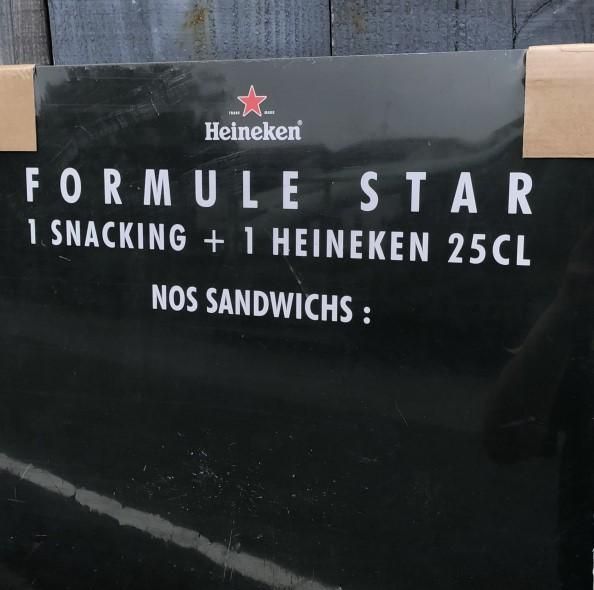 TRADE MARK
Heineken®
FORMULE STAR
1 SNACKING + 1 HEINEKEN 25CL
NOS SANDWICHS :